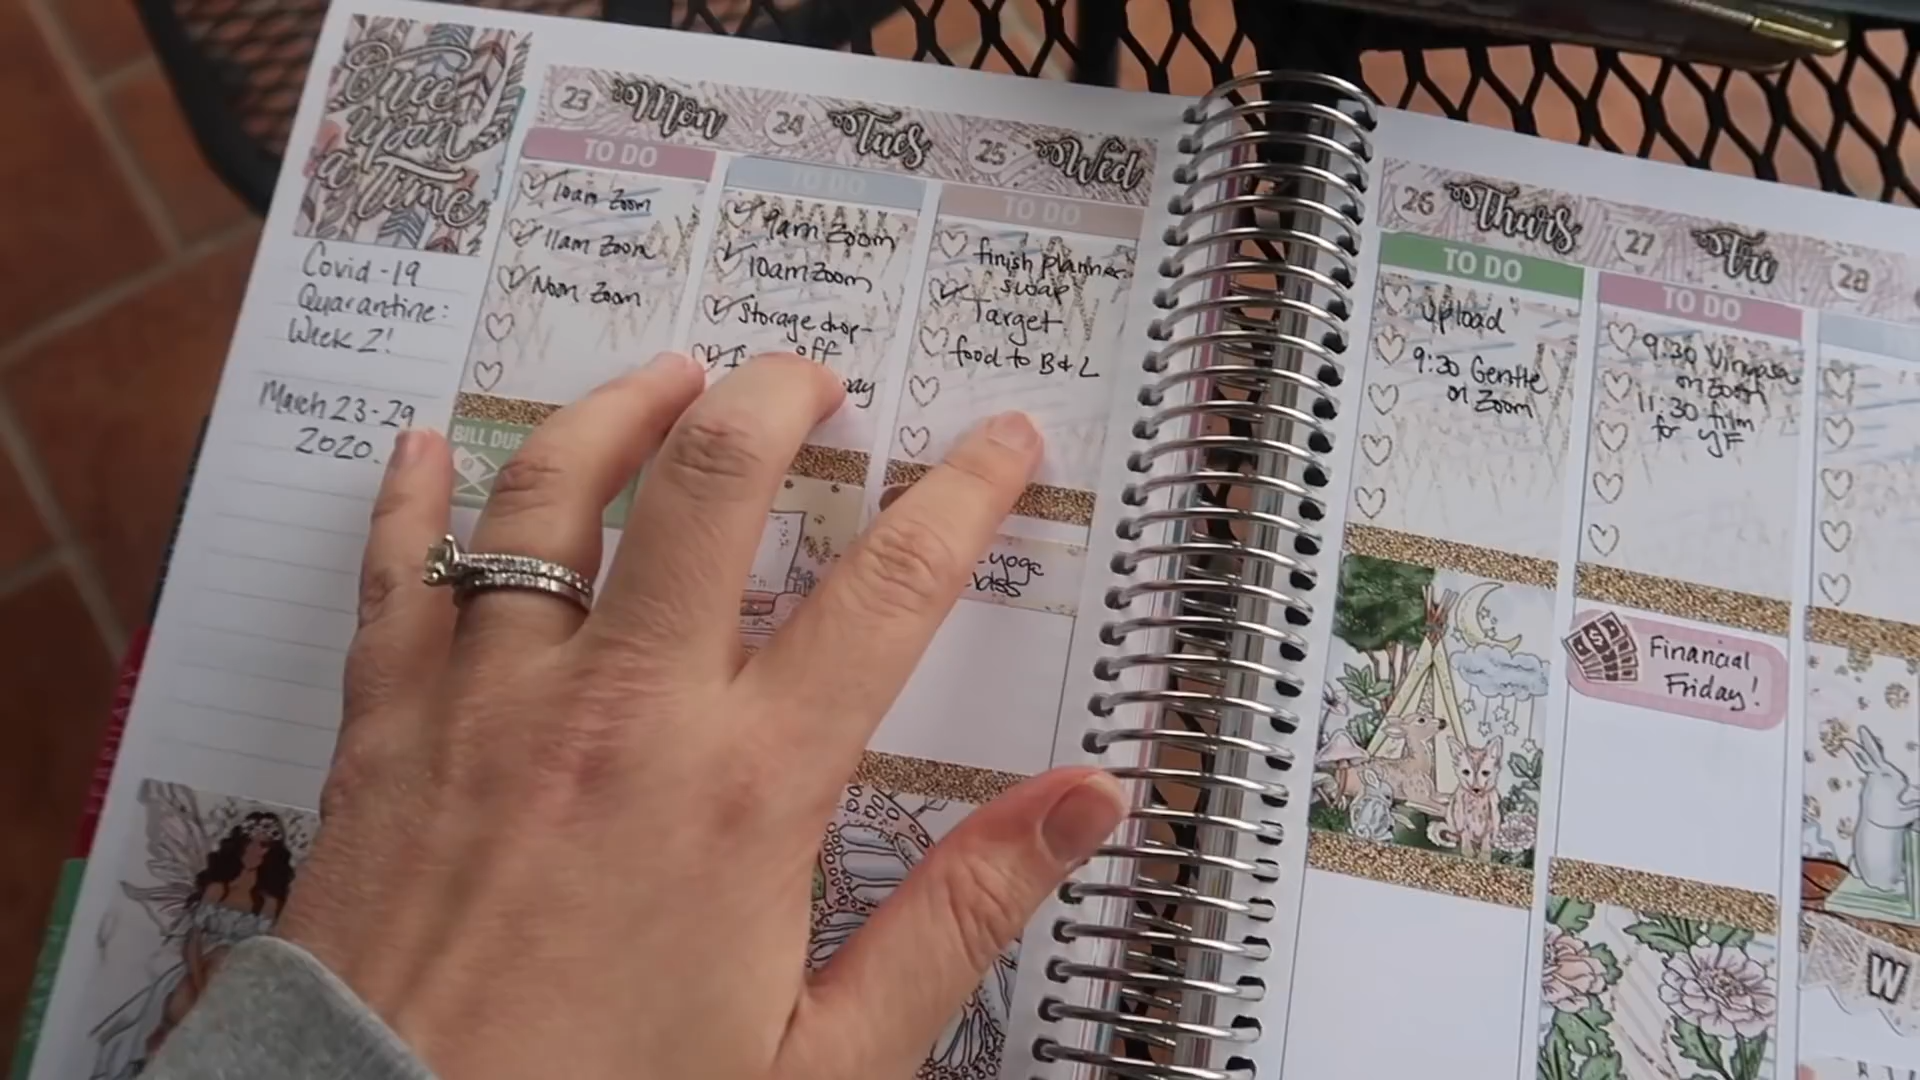 Once
upon
a time
Covid-19
Quarantine:
Week 2!
March 23-29
2020.
23 Mon
TO DO
10am Zoom
11am Zoom
Noon Zoom
BILL DUE
24 Tues
TO DO
9am Zoom
10am Zoom
Storage drop-
off
25 Wed
TO DO
finish planner
swap
Target
food to B & L
yoga
26 Thurs
TO DO
upload
9:30 Gentle
on Zoom
27 Fri
TO DO
9:30 Vinyasa
on Zoom
11:30 film
for YF
Financial
Friday!
28
W